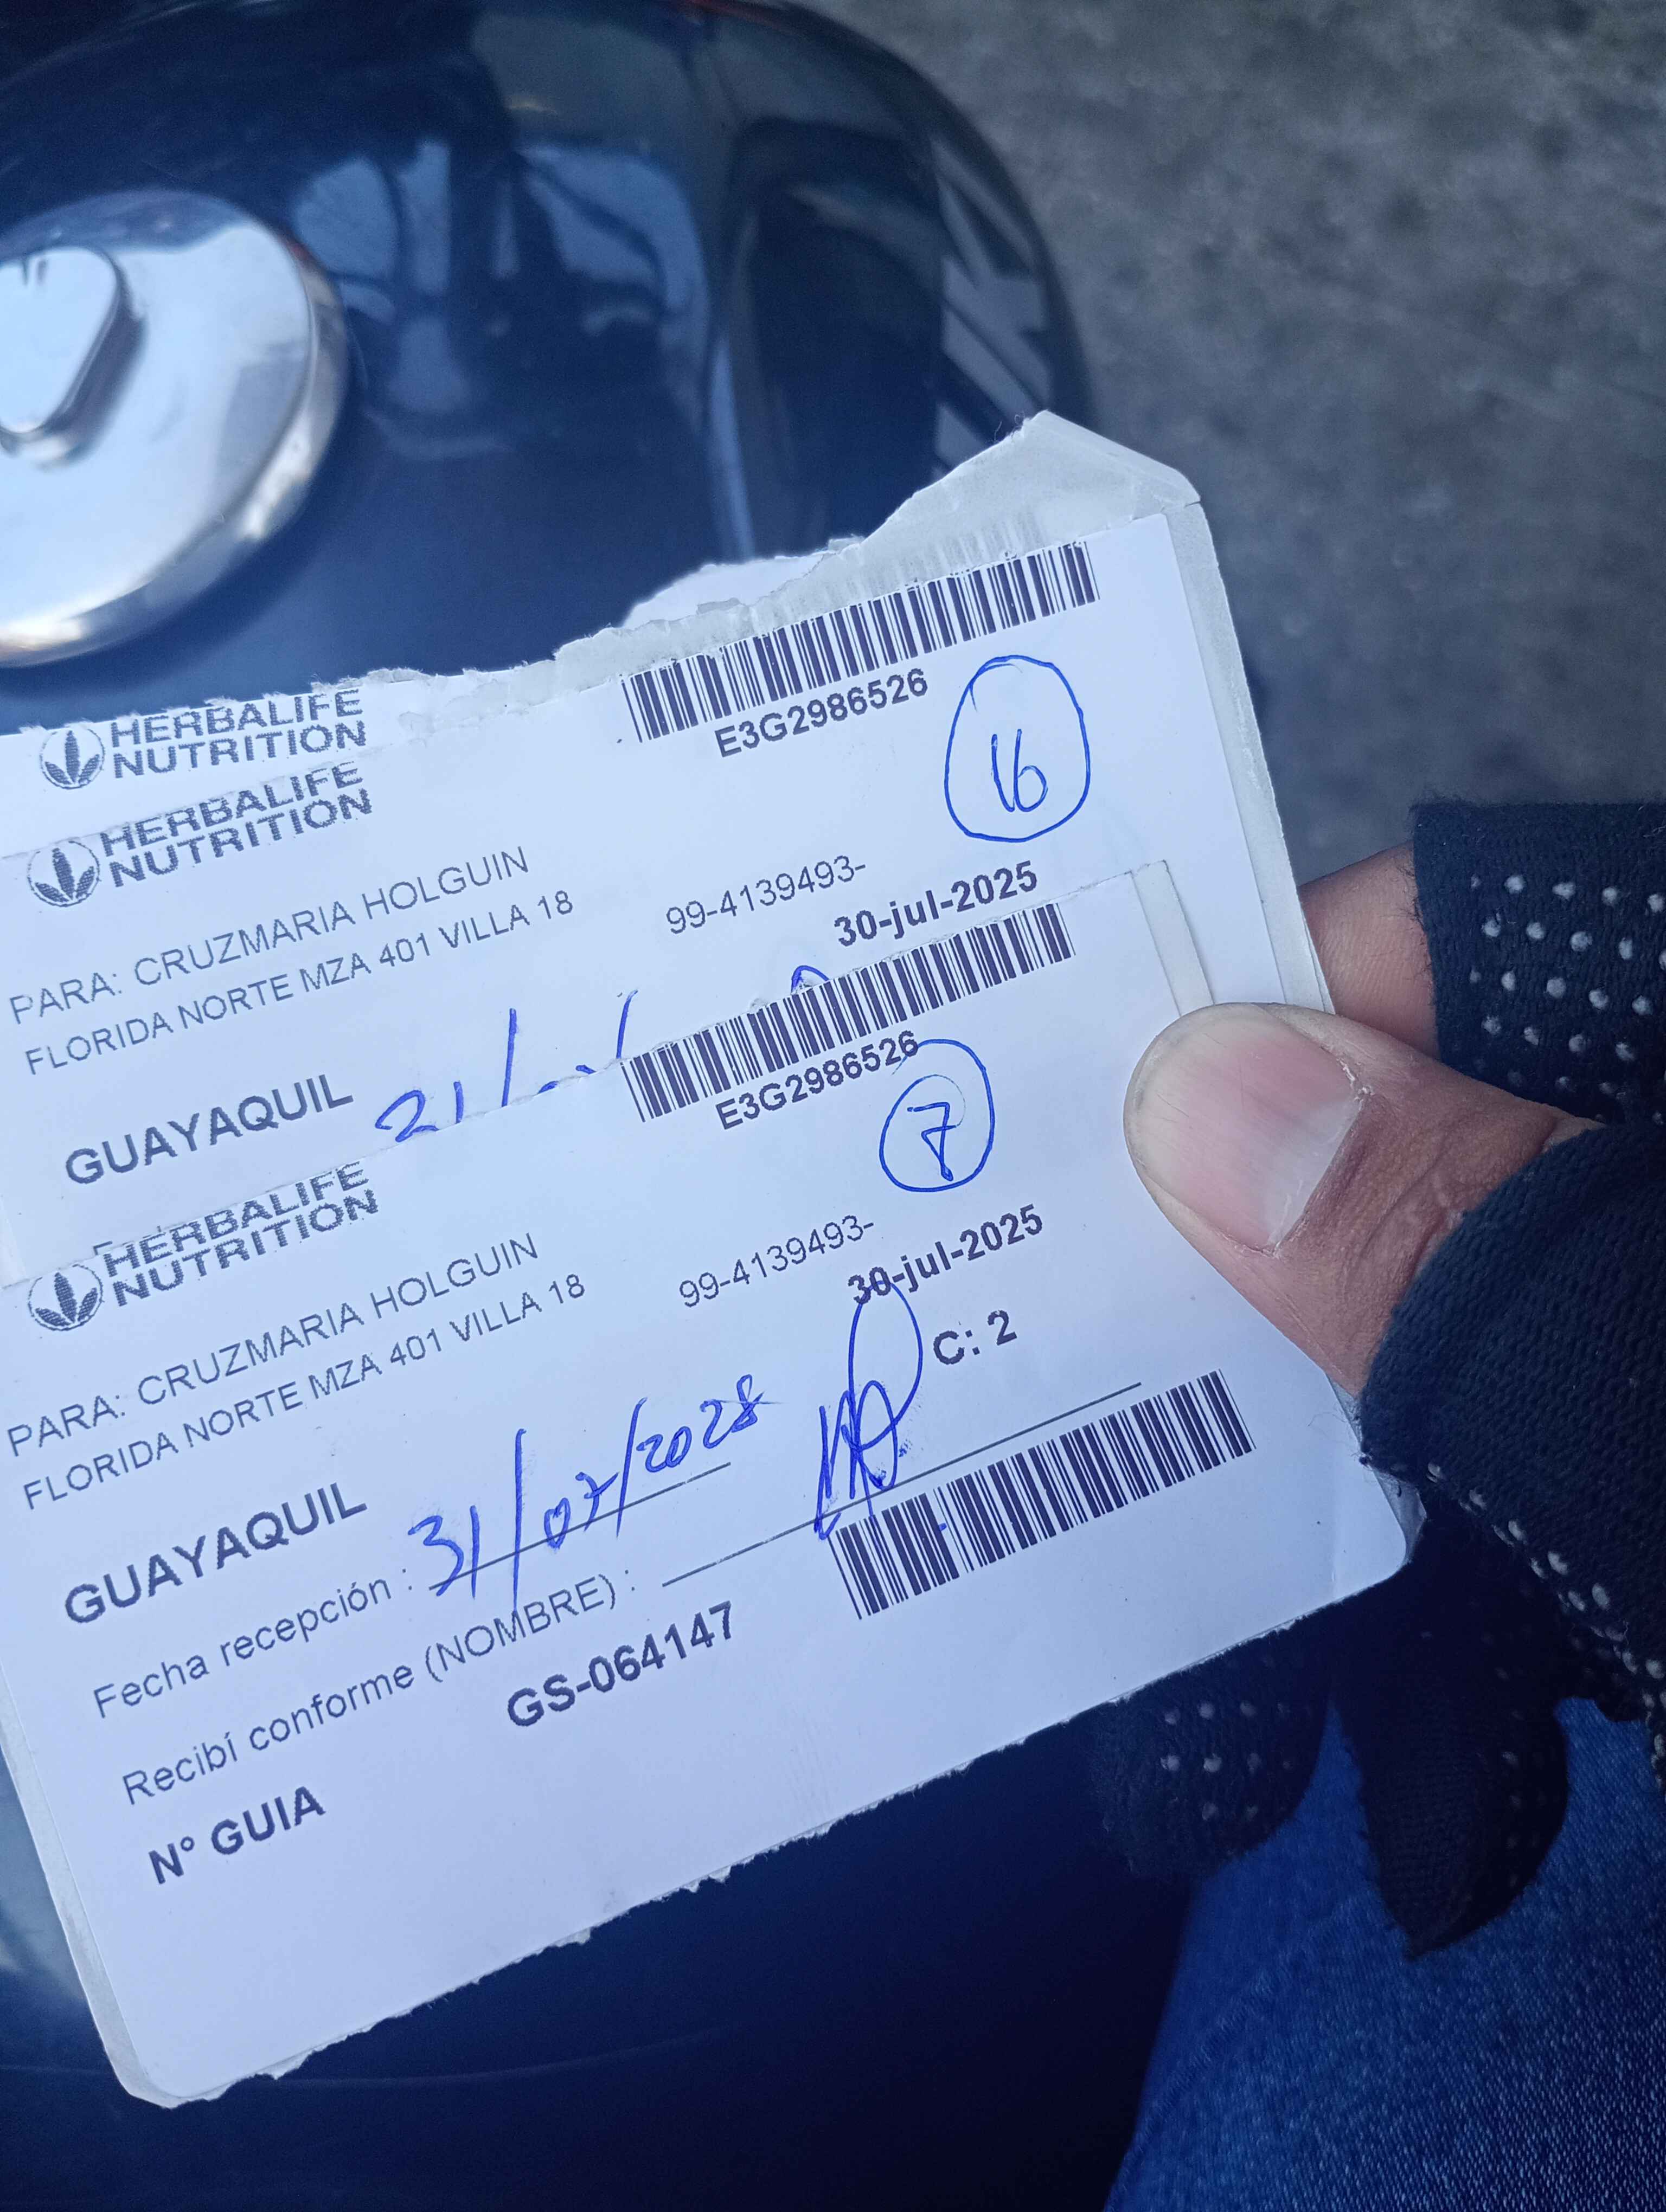 HERBALIFE
NUTRITION
HERBALIFE
NUTRITION
E3G2986526
16
PARA: CRUZMARIA HOLGUIN
99-4139493-
FLORIDA NORTE MZA 401 VILLA 18
30-jul-2025
GUAYAQUIL
HERBALIFE
NUTRITION
E3G2986526
7
PARA: CRUZMARIA HOLGUIN
99-4139493-
FLORIDA NORTE MZA 401 VILLA 18
30-jul-2025
C: 2
GUAYAQUIL
Fecha recepción : 31/07/2025
Recibí conforme (NOMBRE) :
N° GUIA GS-064147